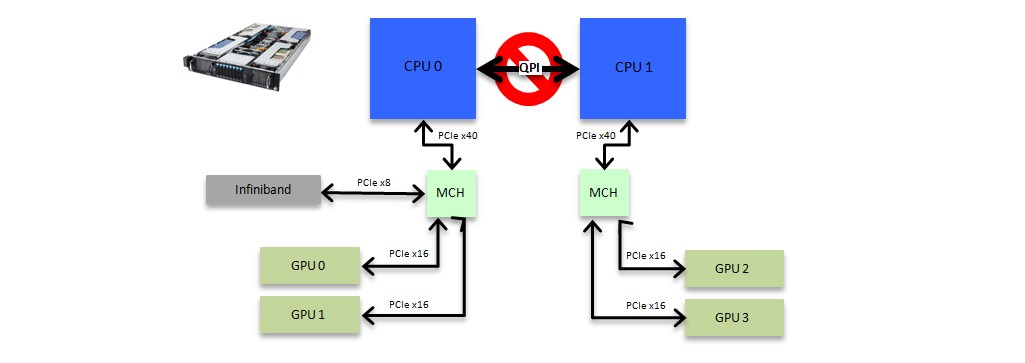 CPU 0
QPI
CPU 1
PCIe x40
PCIe x40
Infiniband
PCIe x8
MCH
MCH
GPU 0
PCIe x16
PCIe x16
GPU 2
GPU 1
PCIe x16
PCIe x16
GPU 3